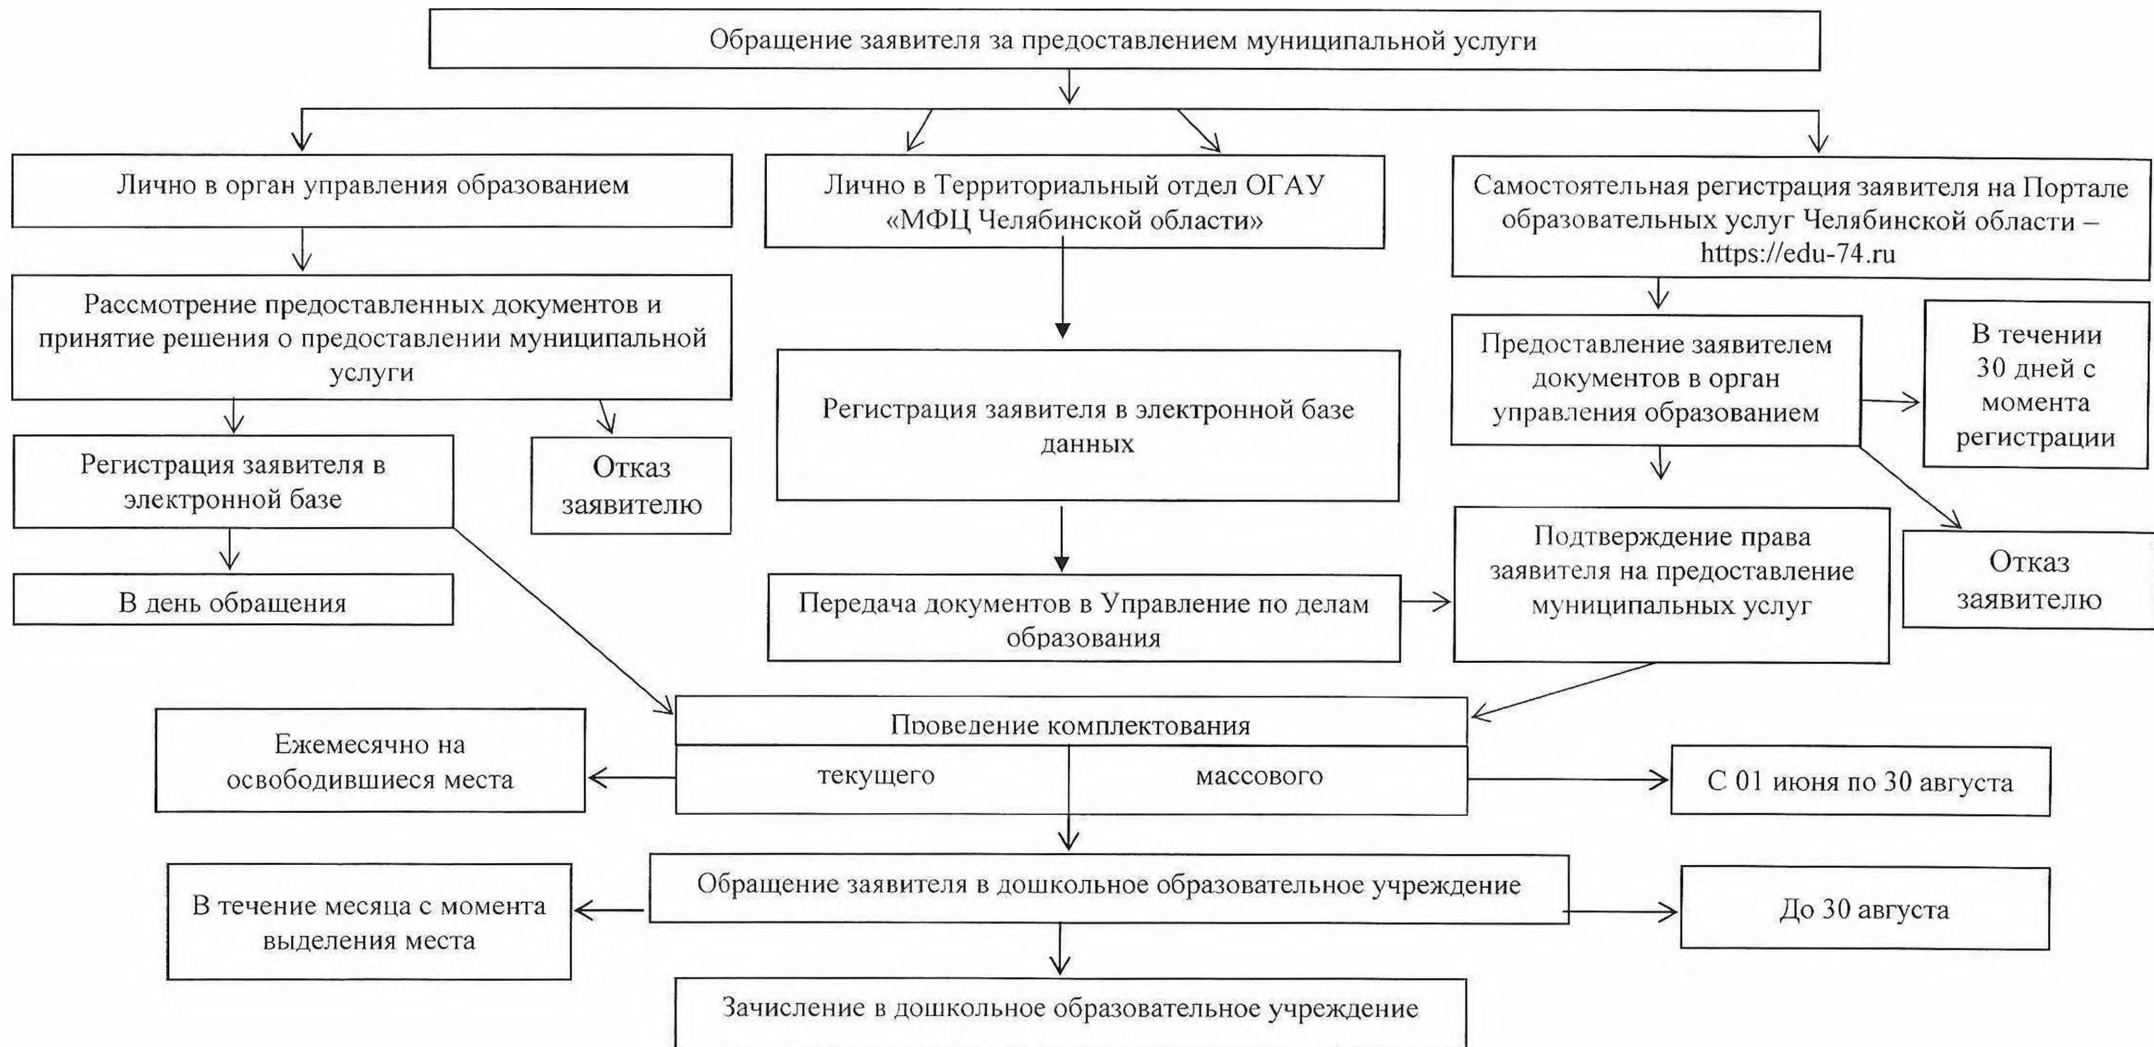 Обращение заявителя за предоставлением муниципальной услуги
Лично в орган управления образованием
Лично в Территориальный отдел ОГАУ
«МФЦ Челябинской области»
Самостоятельная регистрация заявителя на Портале
образовательных услуг Челябинской области –
https://edu-74.ru
Рассмотрение предоставленных документов и
принятие решения о предоставлении муниципальной
услуги
Регистрация заявителя в электронной базе
данных
Предоставление заявителем
документов в орган
управления образованием
В течении
30 дней с
момента
регистрации
Регистрация заявителя в
электронной базе
Отказ
заявителю
В день обращения
Передача документов в Управление по делам
образования
Подтверждение права
заявителя на предоставление
муниципальных услуг
Отказ
заявителю
Проведение комплектования
текущего
массового
Ежемесячно на
освободившиеся места
С 01 июня по 30 августа
Обращение заявителя в дошкольное образовательное учреждение
В течение месяца с момента
выделения места
До 30 августа
Зачисление в дошкольное образовательное учреждение